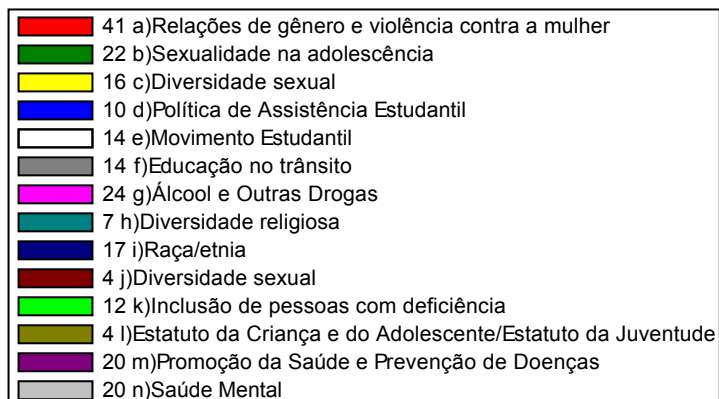 41 a)Relações de gênero e violência contra a mulher
22 b)Sexualidade na adolescência
16 c)Diversidade sexual
10 d)Política de Assistência Estudantil
14 e)Movimento Estudantil
14 f)Educação no trânsito
24 g)Álcool e Outras Drogas
7 h)Diversidade religiosa
17 i)Raça/etnia
4 j)Diversidade sexual
12 k)Inclusão de pessoas com deficiência
4 l)Estatuto da Criança e do Adolescente/Estatuto da Juventude
20 m)Promoção da Saúde e Prevenção de Doenças
20 n)Saúde Mental